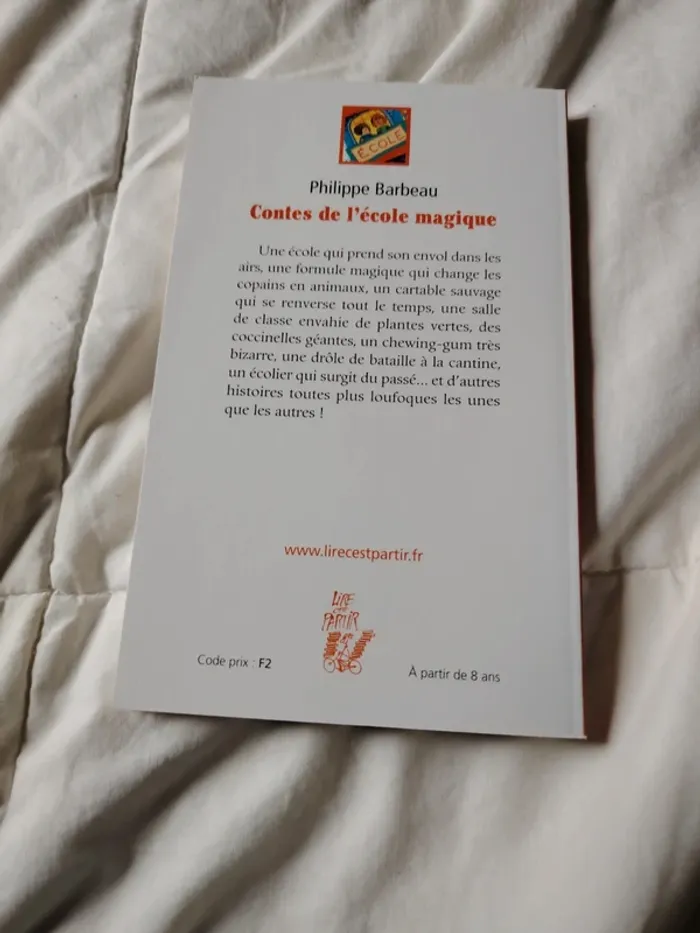 ÉCOLE
Philippe Barbeau
Contes de l'école magique
Une école qui prend son envol dans les
airs, une formule magique qui change les
copains en animaux, un cartable sauvage
qui se renverse tout le temps, une salle
de classe envahie de plantes vertes, des
coccinelles géantes, un chewing-gum très
bizarre, une drôle de bataille à la cantine,
un écolier qui surgit du passé... et d'autres
histoires toutes plus loufoques les unes
que les autres !
www.lirecestpartir.fr
LIRE
C'EST
PARTIR
Code prix : F2
À partir de 8 ans